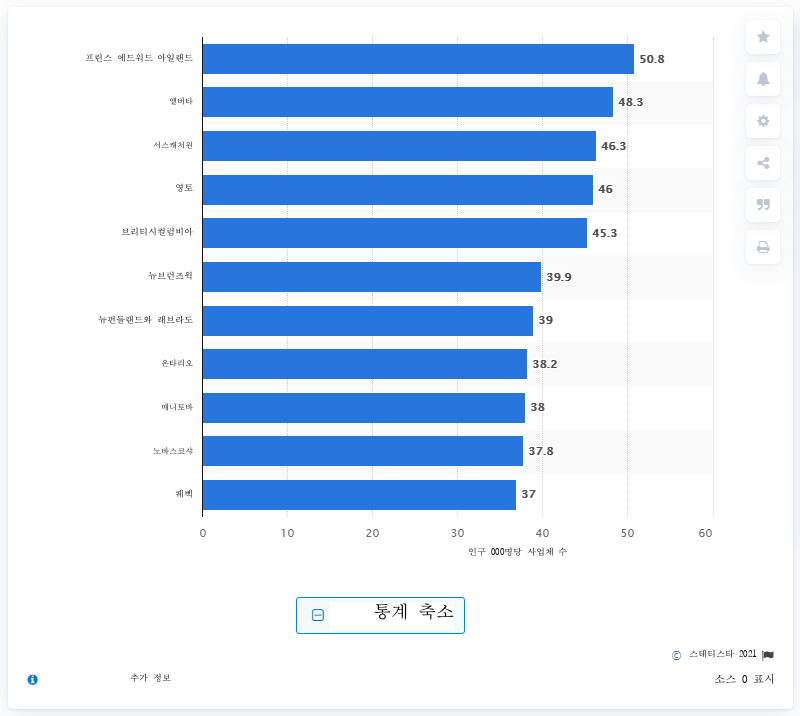 프린스 에드워드 아일랜드 50.8
앨버타 48.3
서스캐처원 46.3
영토 46
브리티시컬럼비아 45.3
뉴브런즈윅 39.9
뉴펀들랜드와 래브라도 39
온타리오 38.2
매니토바 38
노바스코샤 37.8
퀘벡 37
0 10 20 30 40 50 60
인구 000명당 사업체 수
통계 축소
© 스태티스타 2021
추가 정보 소스 0 표시